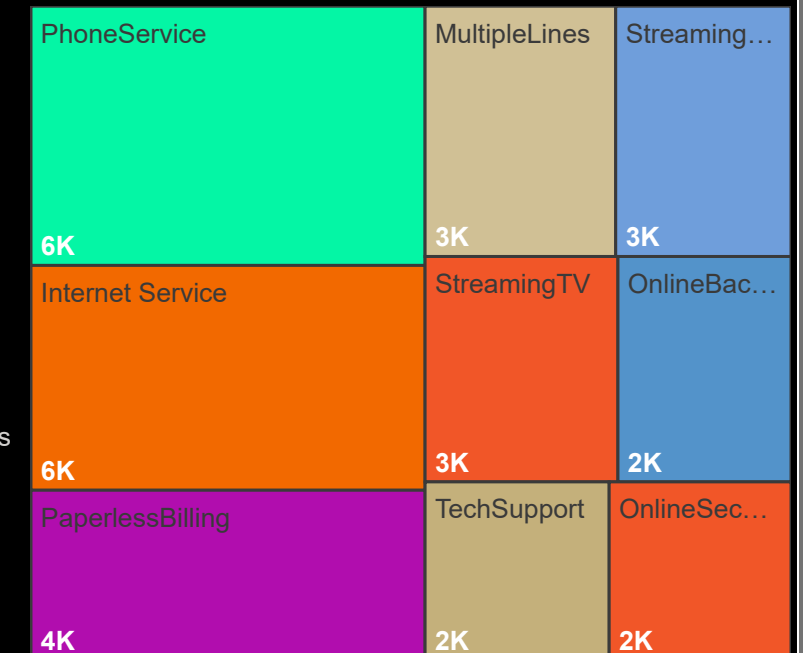 PhoneService
6K
MultipleLines
3K
Streaming…
3K
Internet Service
6K
StreamingTV
3K
OnlineBac…
2K
s
PaperlessBilling
4K
TechSupport
2K
OnlineSec…
2K